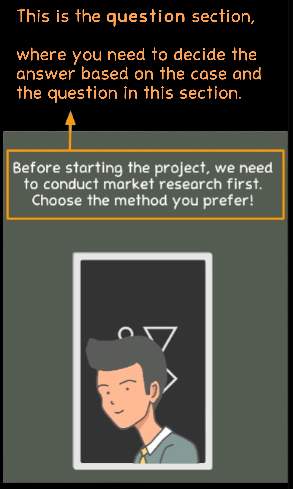 This is the question section,
where you need to decide the
answer based on the case and
the question in this section.
Before starting the project, we need
to conduct market research first.
Choose the method you prefer!